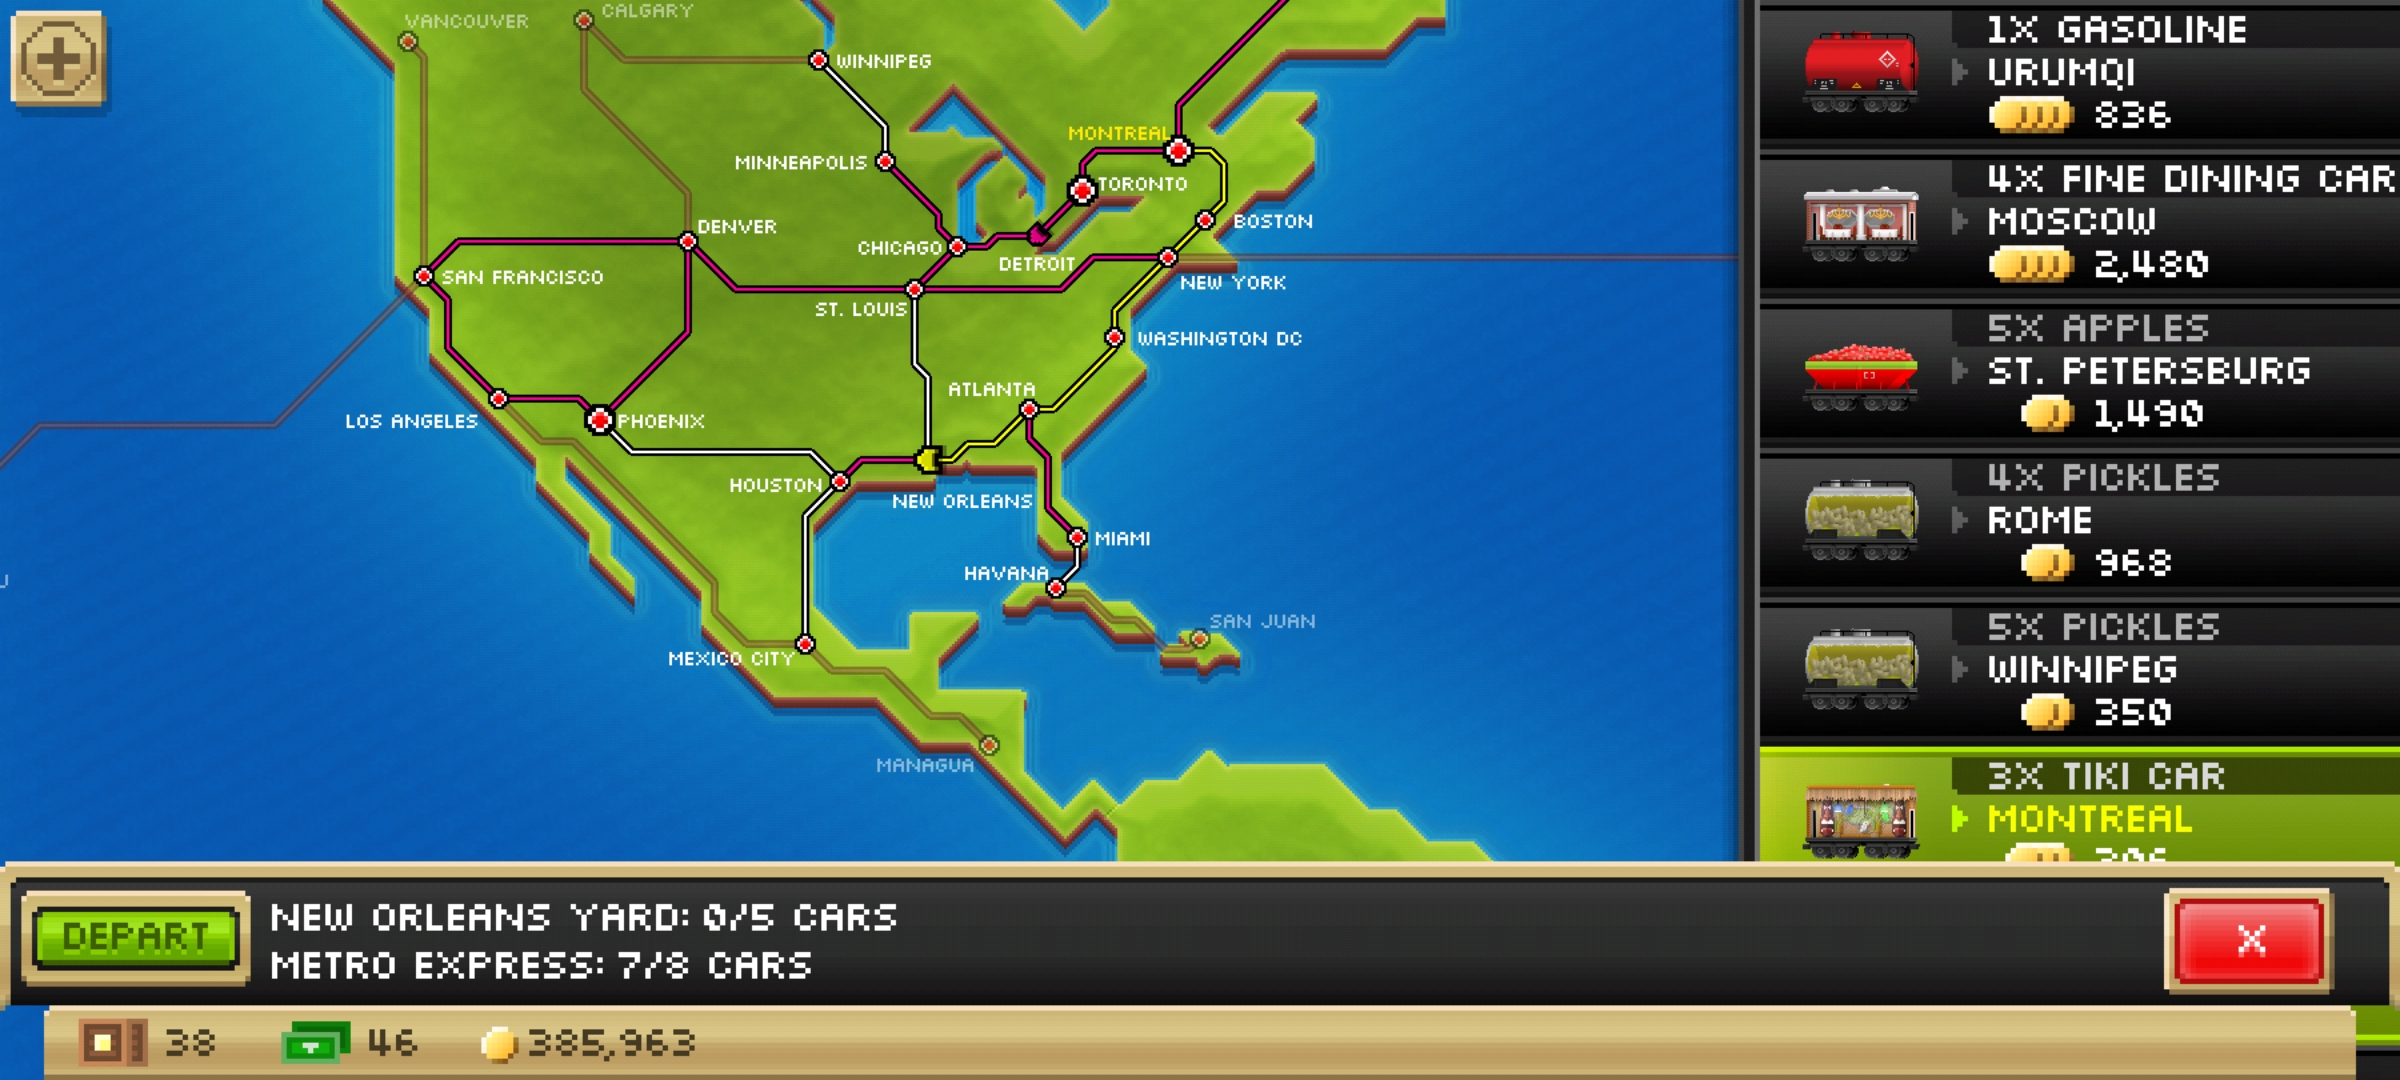 VANCOUVER
CALGARY
WINNIPEG
MONTREAL
MINNEAPOLIS
TORONTO
BOSTON
DENVER
CHICAGO
DETROIT
SAN FRANCISCO
NEW YORK
ST. LOUIS
WASHINGTON DC
ATLANTA
LOS ANGELES
PHOENIX
HOUSTON
NEW ORLEANS
MIAMI
HAVANA
SAN JUAN
MEXICO CITY
MANAGUA
1X GASOLINE
URUMQI
836
4X FINE DINING CAR
MOSCOW
2,480
5X APPLES
ST. PETERSBURG
1,490
4X PICKLES
ROME
968
5X PICKLES
WINNIPEG
350
3X TIKI CAR
MONTREAL
DEPART
NEW ORLEANS YARD: 0/5 CARS
METRO EXPRESS: 7/8 CARS
X
38
46
385,963